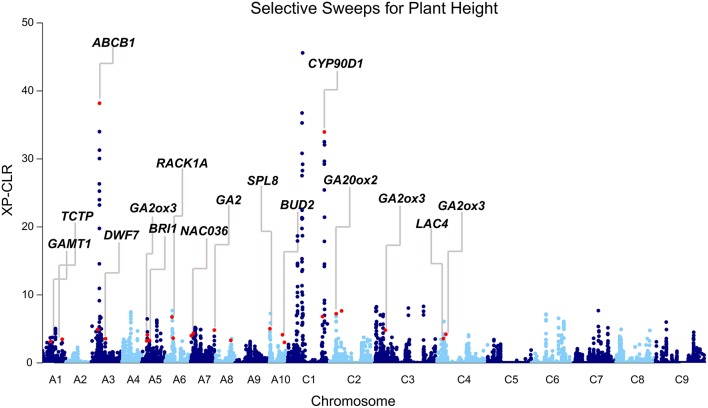 Selective Sweeps for Plant Height
50
ABCB1
40
CYP90D1
XP-CLR
30
RACK1A
SPL8
GA20ox2
GA2
GA2ox3
BUD2
GA2ox3
GA2ox3
TCTP
20
LAC4
BRI1
NAC036
DWF7
GAMT1
10
0
A1 A2 A3 A4 A5 A6 A7 A8 A9 A10 C1 C2 C3 C4 C5 C6 C7 C8 C9
Chromosome